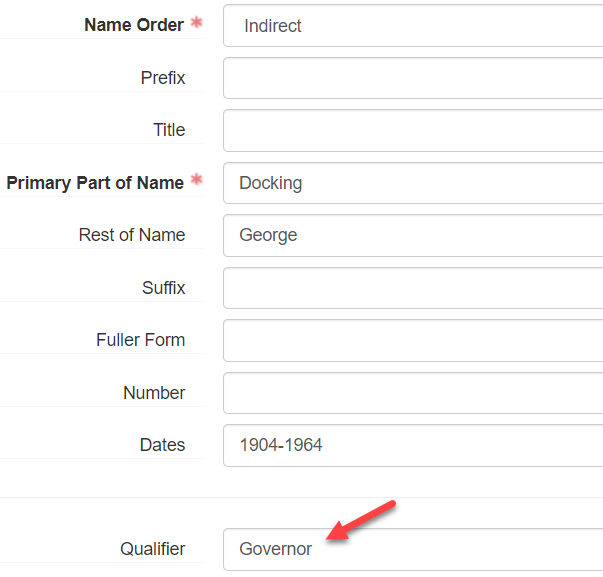 Name Order * Indirect
Prefix
Title
Primary Part of Name * Docking
Rest of Name George
Suffix
Fuller Form
Number
Dates 1904-1964
Qualifier Governor